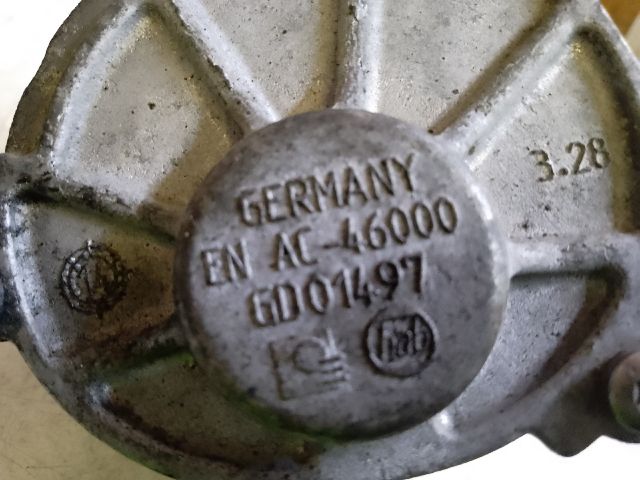 GERMANY
EN AC-46000
GD01497
3.28